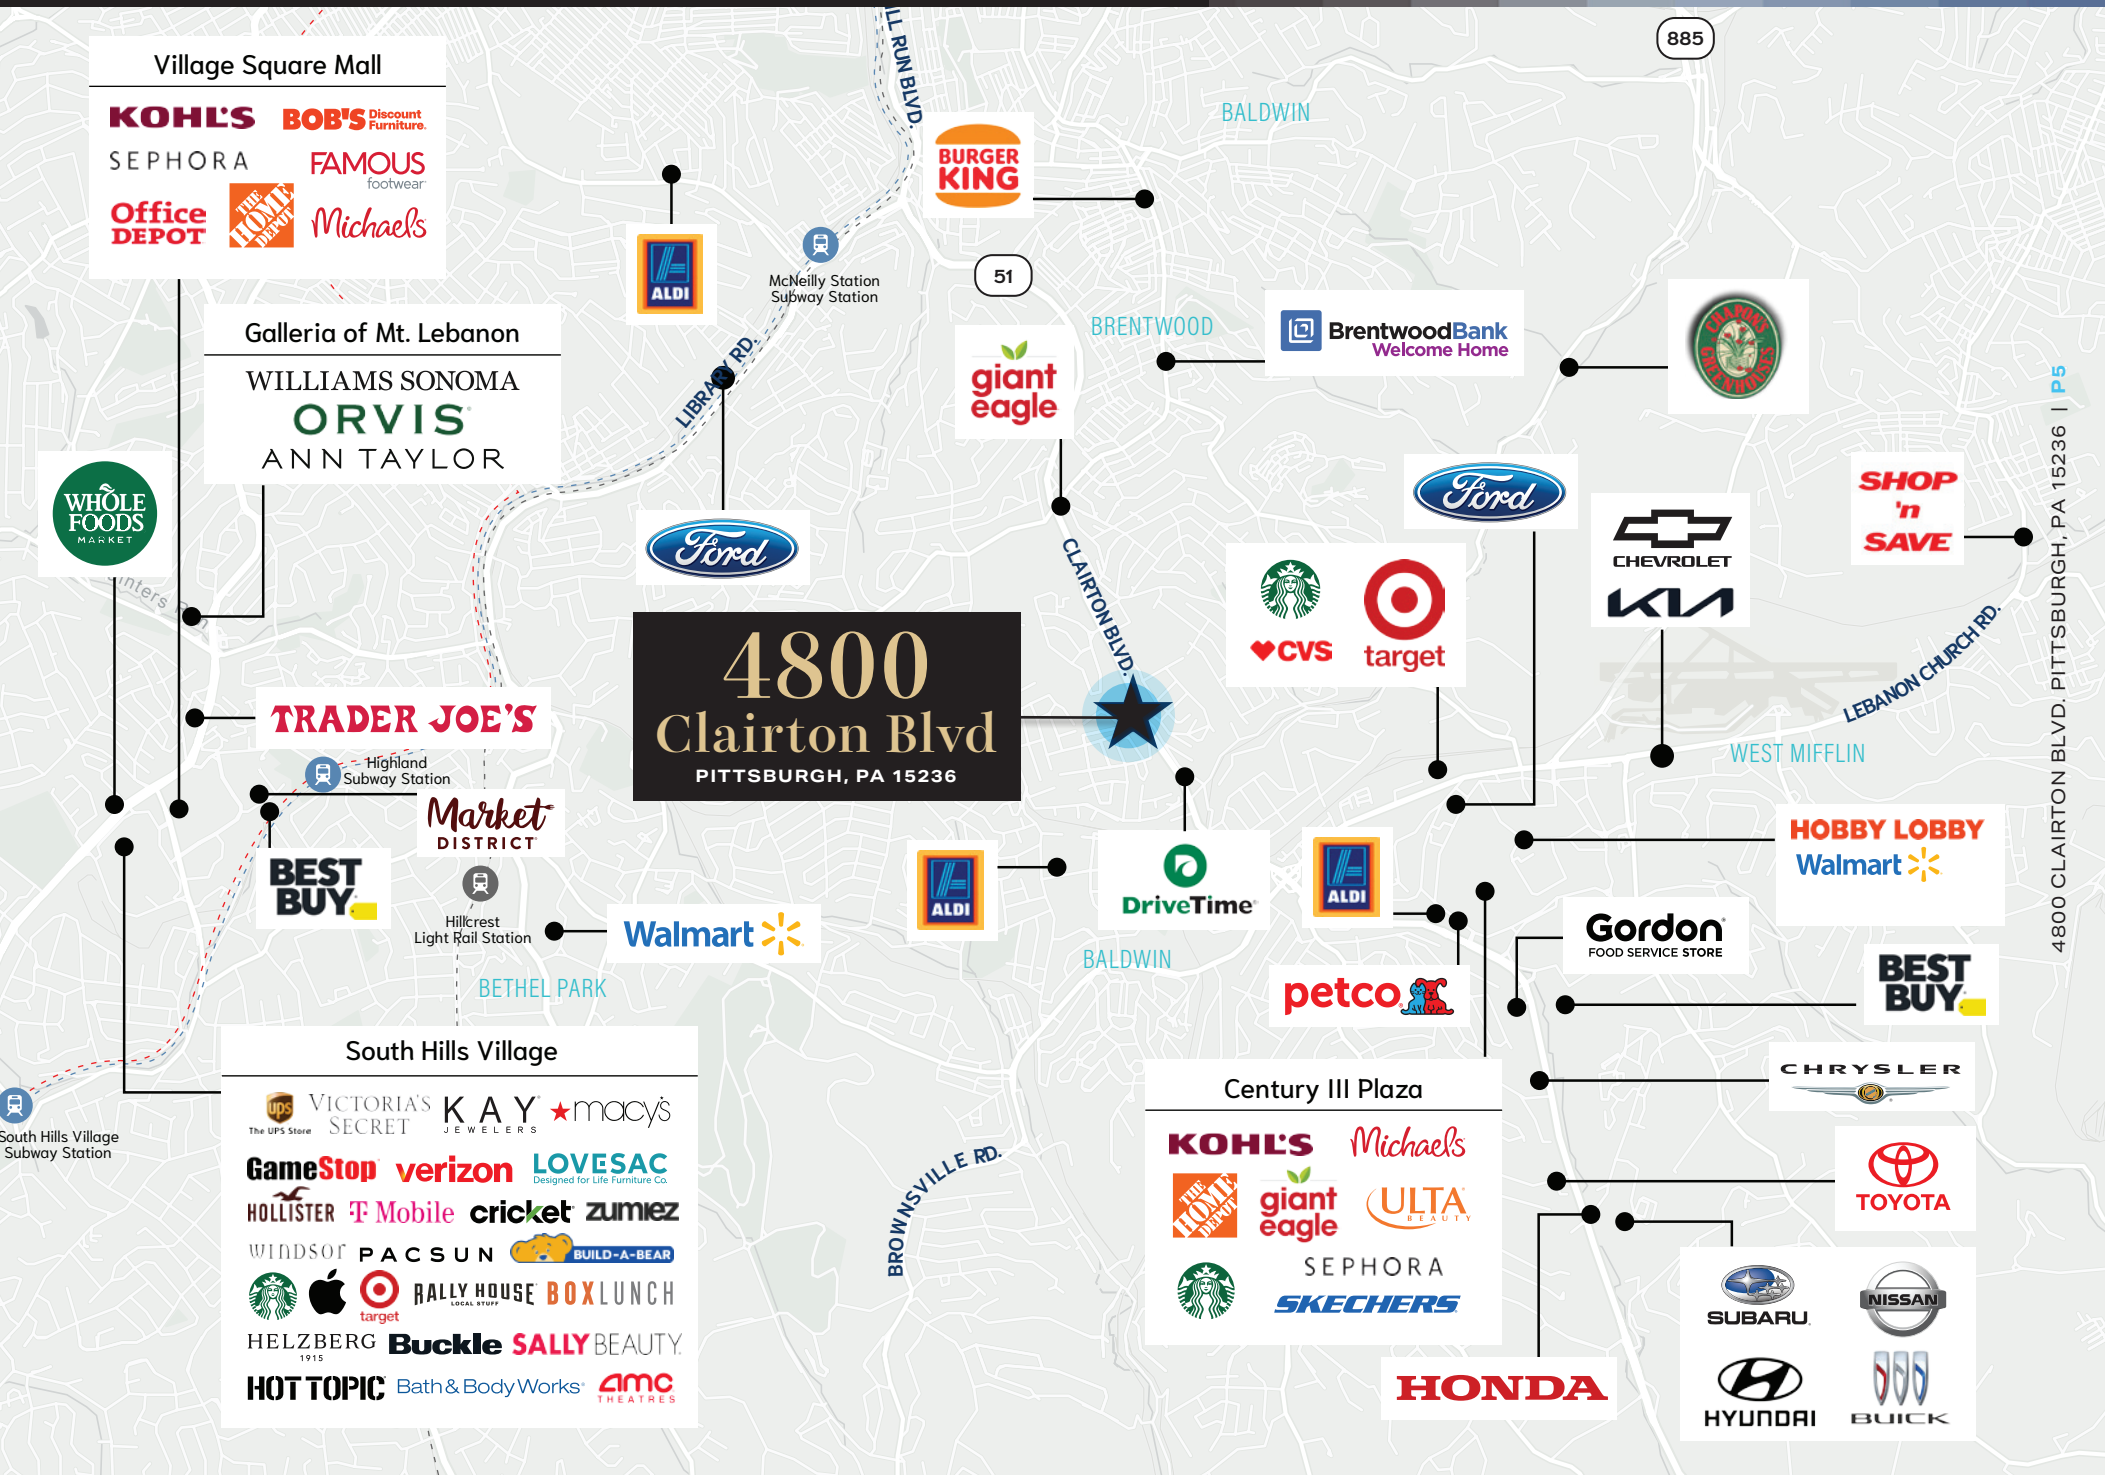 885
Village Square Mall
KOHL'S
BOB'S Discount Furniture.
SEPHORA
FAMOUS footwear
Office DEPOT
THE HOME DEPOT
Michaels
LL RUN BLVD.
BURGER KING
BALDWIN
ALDI
McNeilly Station
Subway Station
51
Galleria of Mt. Lebanon
WILLIAMS SONOMA
ORVIS
ANN TAYLOR
LIBRARY RD.
giant eagle
BRENTWOOD
BrentwoodBank
Welcome Home
CHAPON'S GREENHOUSES
WHOLE FOODS MARKET
Ford
Ford
CHEVROLET
KIA
SHOP 'n SAVE
CLAIRTON BLVD.
CVS
target
4800
Clairton Blvd
PITTSBURGH, PA 15236
LEBANON CHURCH RD.
WEST MIFFLIN
TRADER JOE'S
Highland
Subway Station
Market DISTRICT
BEST BUY
Hillcrest
Light Rail Station
Walmart
BETHEL PARK
ALDI
DriveTime
ALDI
BALDWIN
petco
HOBBY LOBBY
Walmart
Gordon
FOOD SERVICE STORE
BEST BUY
CHRYSLER
TOYOTA
SUBARU
NISSAN
HYUNDAI
BUICK
HONDA
South Hills Village
Subway Station
South Hills Village
ups
The UPS Store
VICTORIA'S SECRET
KAY JEWELERS
macy's
GameStop
verizon
LOVESAC
Designed for Life Furniture Co.
HOLLISTER
T Mobile
cricket
zumiez
windsor
PACSUN
BUILD-A-BEAR
target
RALLY HOUSE
LOCAL STUFF
BOXLUNCH
HELZBERG
1915
Buckle
SALLY BEAUTY
HOT TOPIC
Bath & Body Works
amc THEATRES
BROWNSVILLE RD.
Century III Plaza
KOHL'S
Michaels
THE HOME DEPOT
giant eagle
ULTA BEAUTY
SEPHORA
SKECHERS
4800 CLAIRTON BLVD. PITTSBURGH, PA 15236 | P5